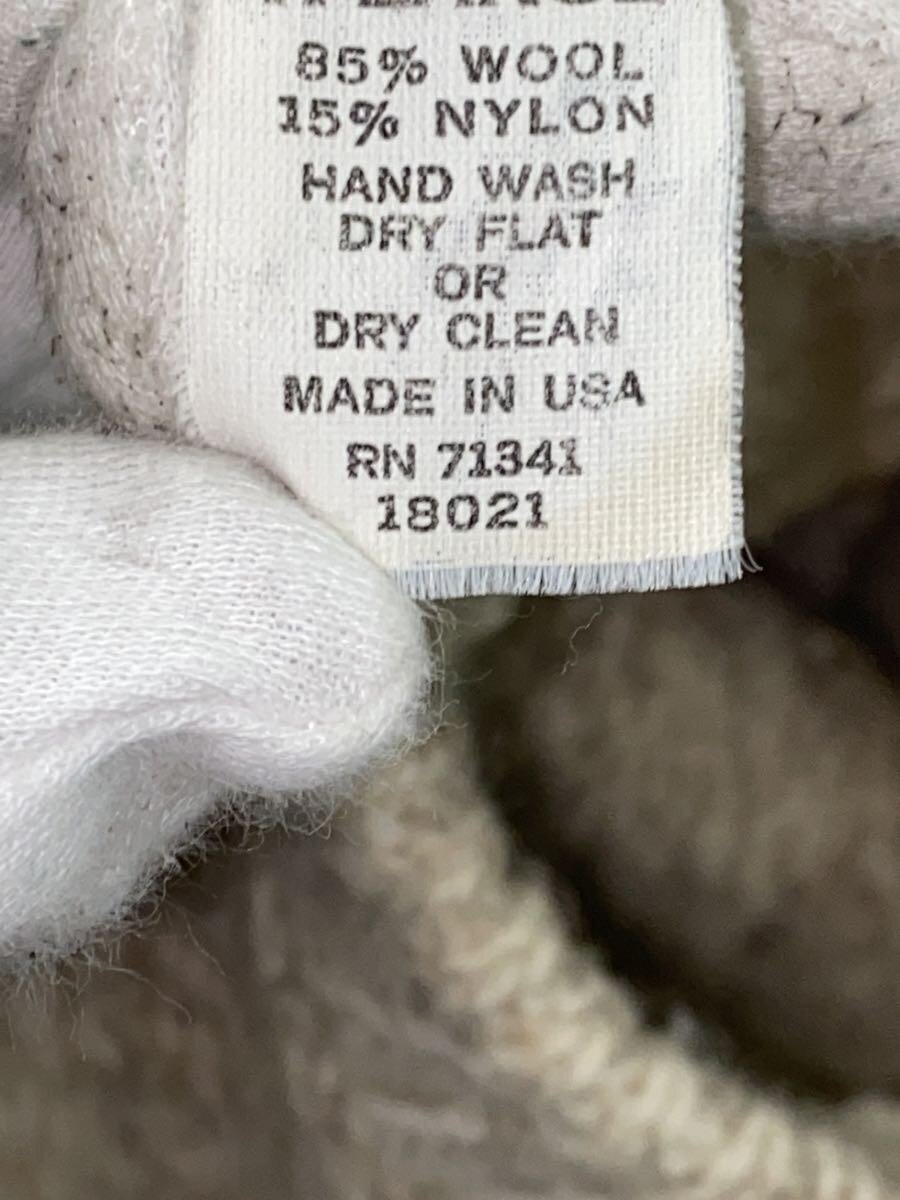 85% WOOL
15% NYLON
HAND WASH
DRY FLAT
OR
DRY CLEAN
MADE IN USA
RN 71341
18021